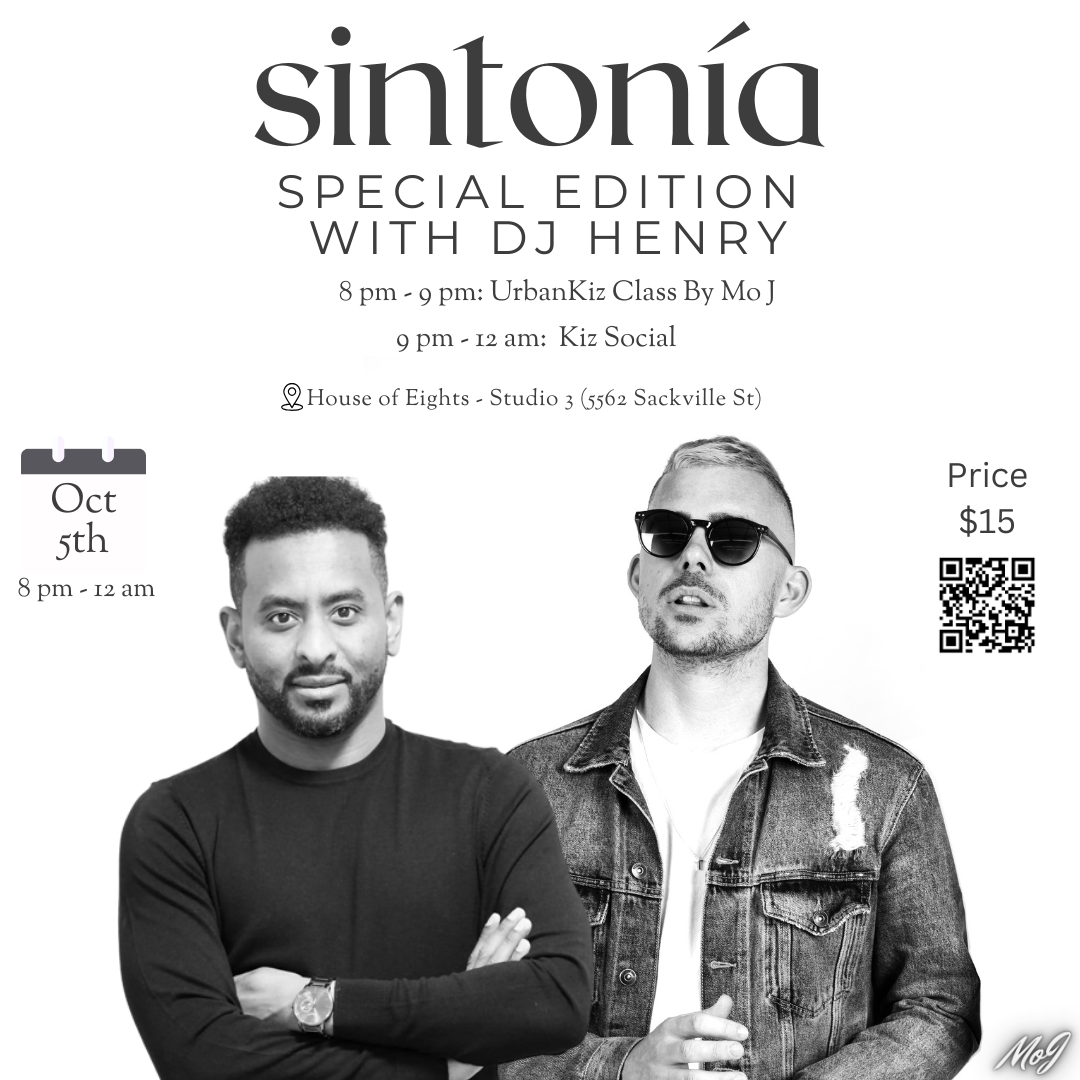 sintonía
SPECIAL EDITION
WITH DJ HENRY
8 pm - 9 pm: UrbanKiz Class By Mo J
9 pm - 12 am: Kiz Social
House of Eights - Studio 3 (5562 Sackville St)
Oct
5th
8 pm - 12 am
Price
$15
MoJ